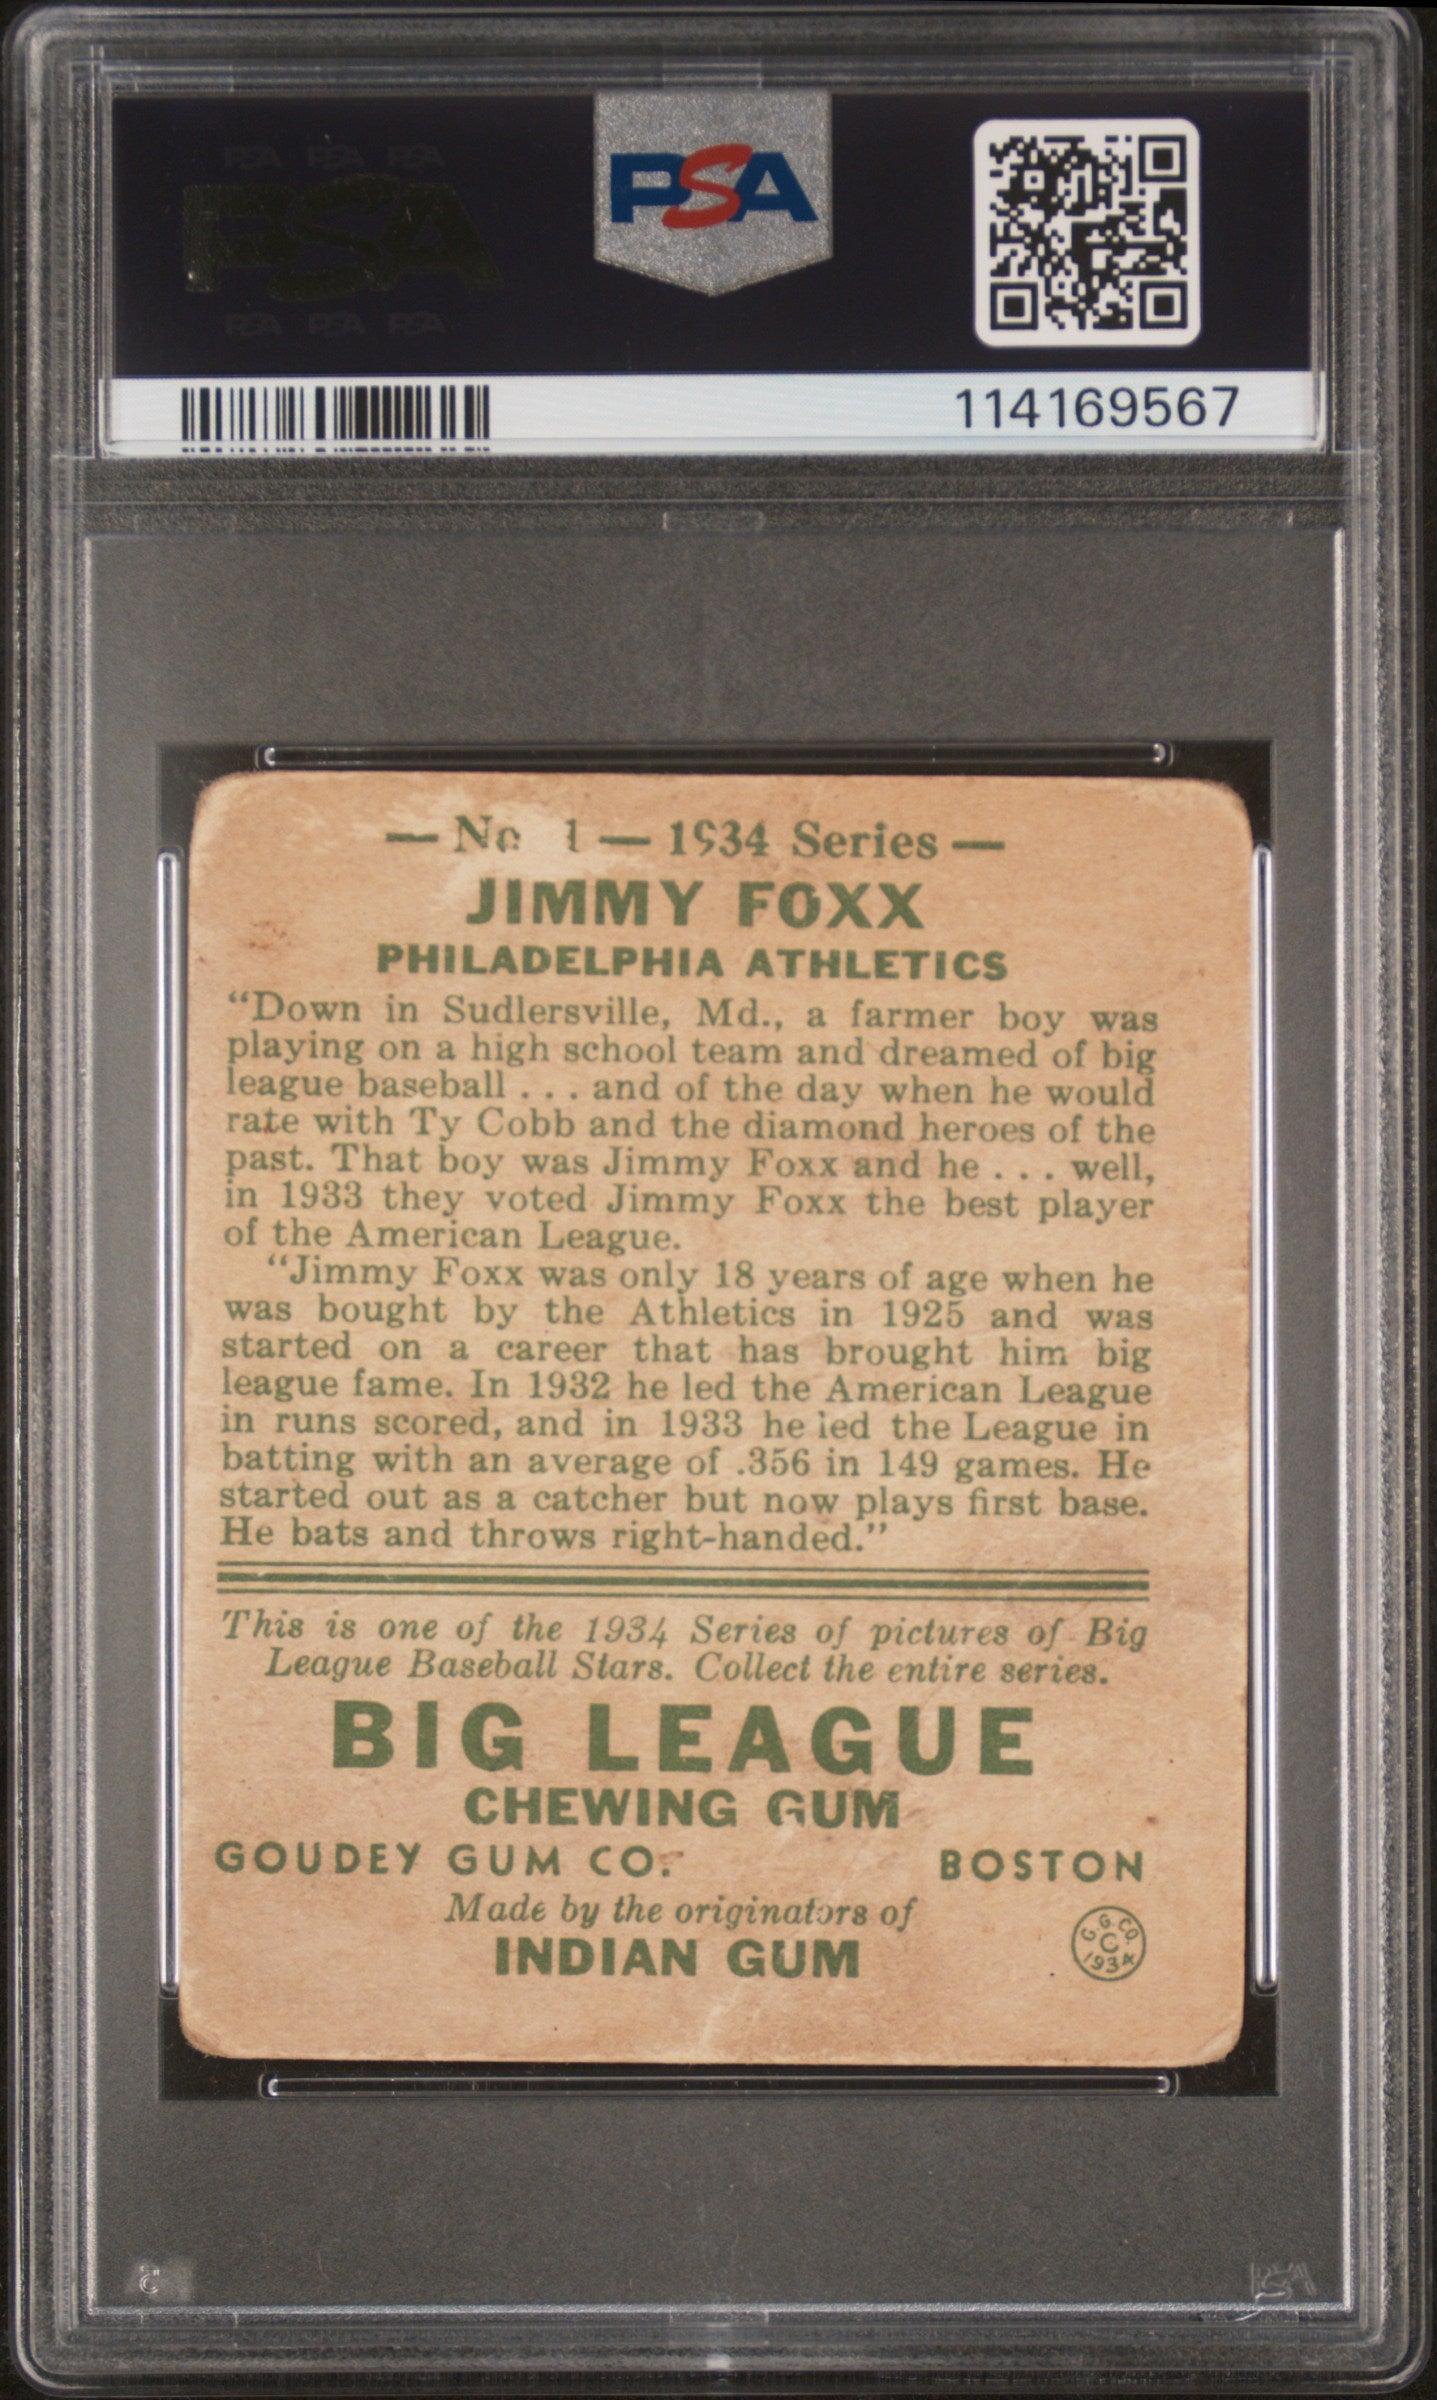 PSA PSA PSA
PSA
PSA PSA PSA
PSA
114169567
— No 1 — 1934 Series —
JIMMY FOXX
PHILADELPHIA ATHLETICS
“Down in Sudlersville, Md., a farmer boy was
playing on a high school team and dreamed of big
league baseball . . . and of the day when he would
rate with Ty Cobb and the diamond heroes of the
past. That boy was Jimmy Foxx and he . . . well,
in 1933 they voted Jimmy Foxx the best player
of the American League.
“Jimmy Foxx was only 18 years of age when he
was bought by the Athletics in 1925 and was
started on a career that has brought him big
league fame. In 1932 he led the American League
in runs scored, and in 1933 he led the League in
batting with an average of .356 in 149 games. He
started out as a catcher but now plays first base.
He bats and throws right-handed.”
This is one of the 1934 Series of pictures of Big
League Baseball Stars. Collect the entire series.
BIG LEAGUE
CHEWING GUM
GOUDEY GUM CO. BOSTON
Made by the originators of
INDIAN GUM
G.G.CO.
C
1934
PSA